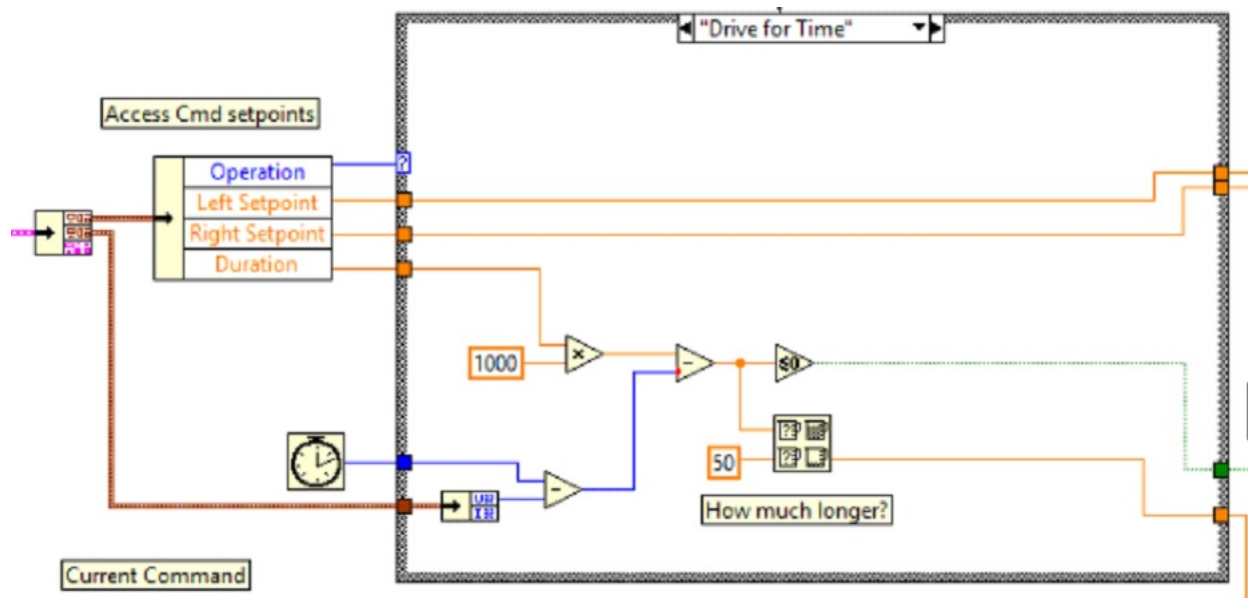 "Drive for Time"
Access Cmd setpoints
Operation
Left Setpoint
Right Setpoint
Duration
1000
×
-
≤0
50
-
How much longer?
Current Command